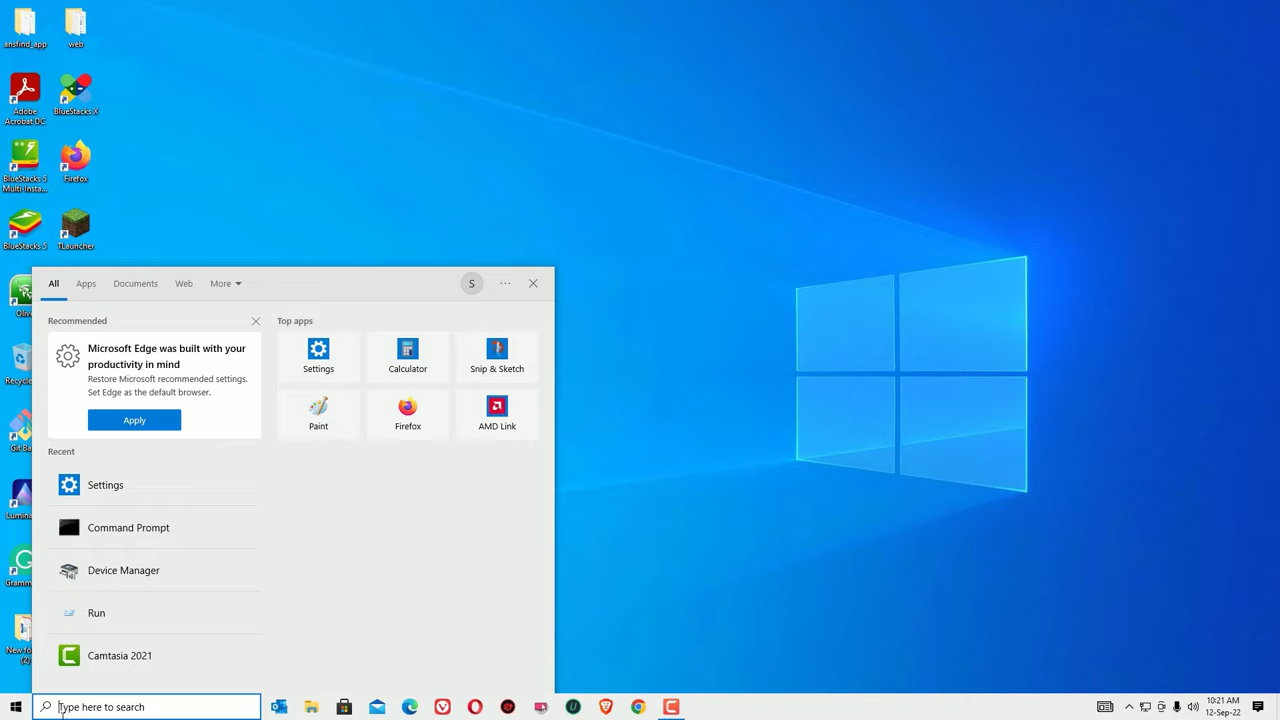 ansfind_app
web
Adobe
Acrobat DC
BlueStacks X
BlueStacks 5
Multi-Insta...
Firefox
BlueStacks 5
TLauncher
All
Apps
Documents
Web
More
S
Recommended
Microsoft Edge was built with your
productivity in mind
Restore Microsoft recommended settings.
Set Edge as the default browser.
Apply
Top apps
Settings
Calculator
Snip & Sketch
Paint
Firefox
AMD Link
Recent
Settings
Command Prompt
Device Manager
Run
Camtasia 2021
Type here to search
10:21 AM
12-Sep-22